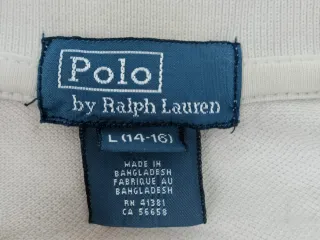 Polo
by Ralph Lauren
L (14-16)
MADE IN
BANGLADESH
FABRIQUE AU
BANGLADESH
RN 41381
CA 56658